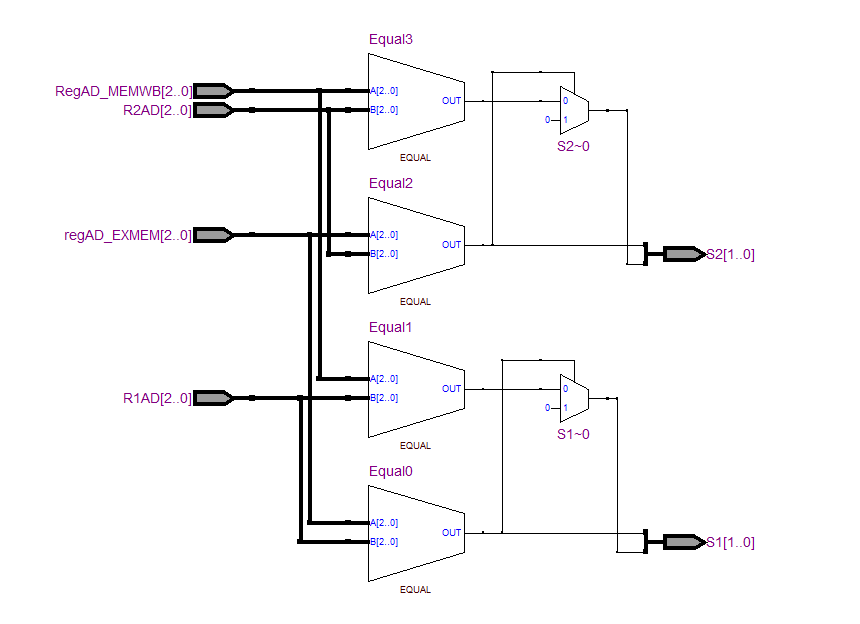 Equal3
RegAD_MEMWB[2..0]
A[2..0]
OUT
0
R2AD[2..0]
B[2..0]
0
1
S2~0
EQUAL
Equal2
regAD_EXMEM[2..0]
A[2..0]
OUT
B[2..0]
S2[1..0]
EQUAL
Equal1
A[2..0]
OUT
0
R1AD[2..0]
B[2..0]
0
1
S1~0
EQUAL
Equal0
A[2..0]
OUT
B[2..0]
S1[1..0]
EQUAL